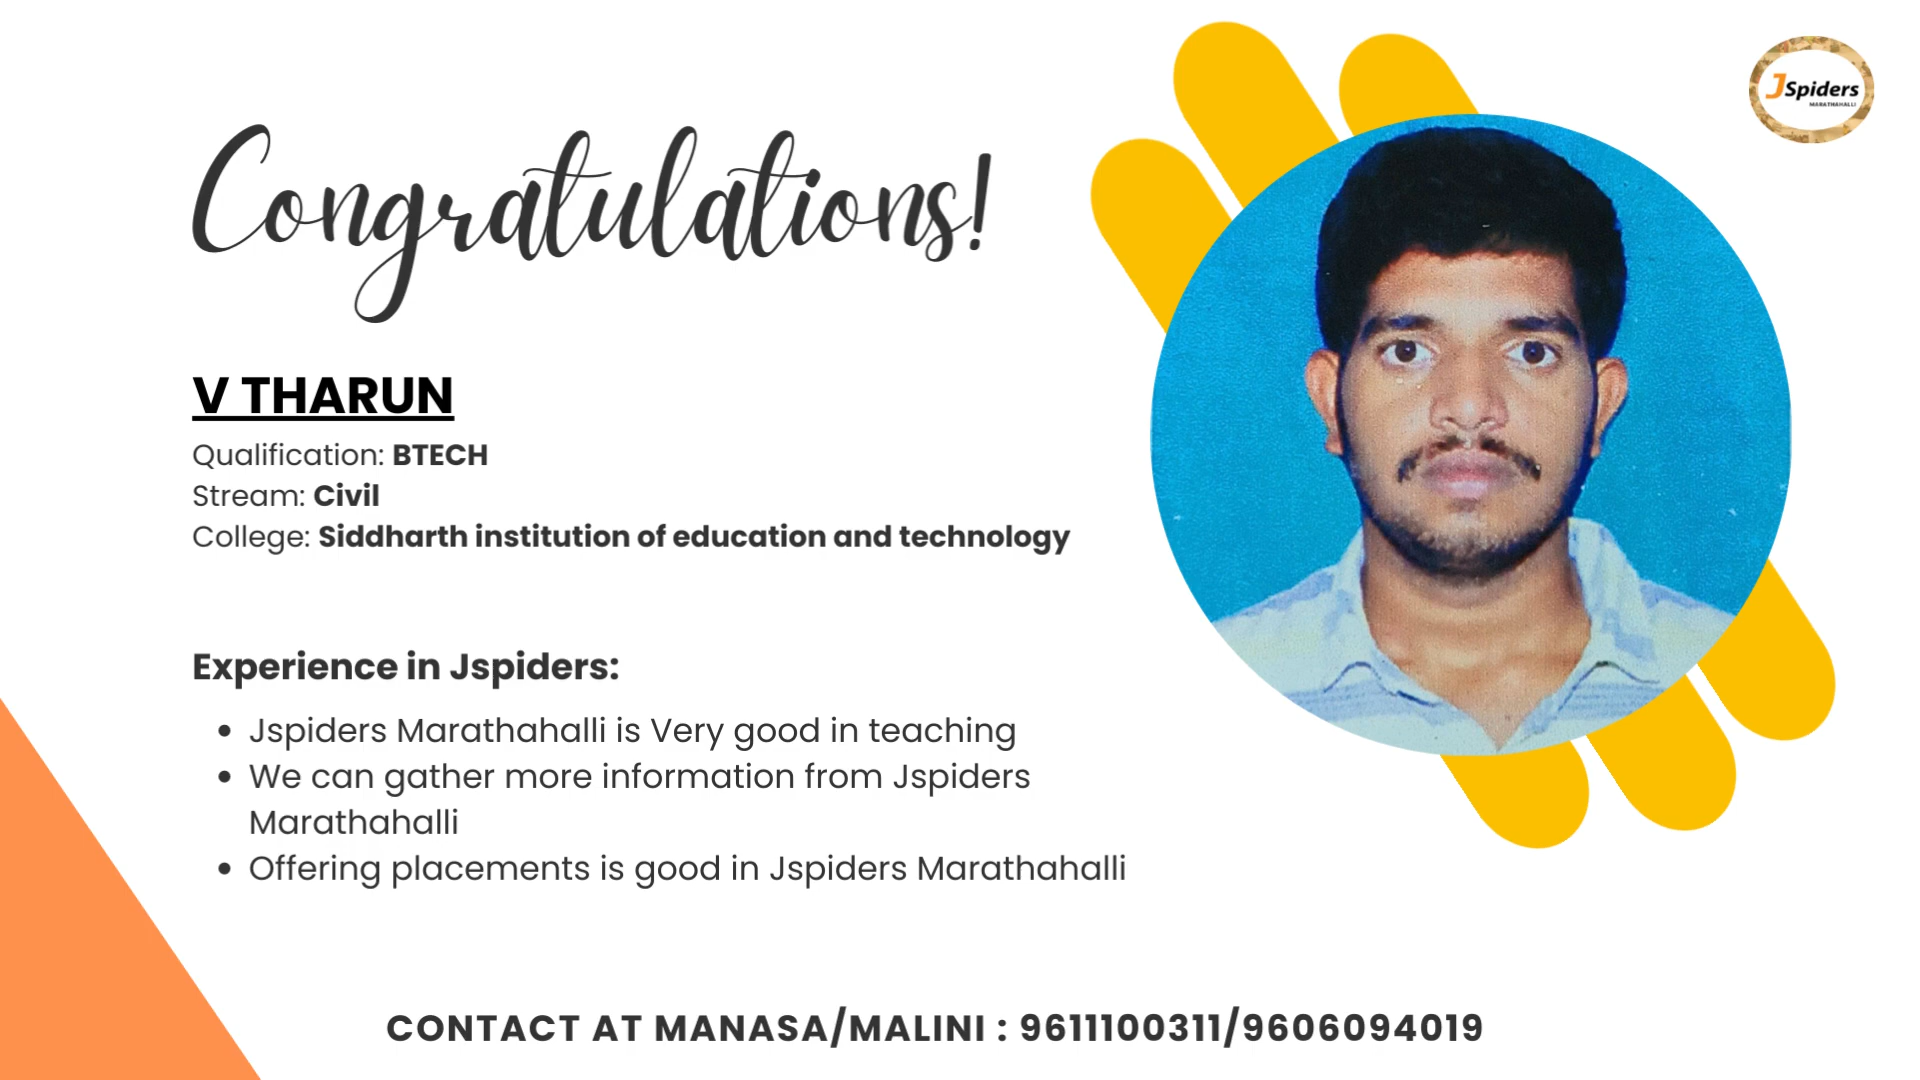 JSpiders
MARATHAHALLI
Congratulations!
V THARUN
Qualification: BTECH
Stream: Civil
College: Siddharth institution of education and technology
Experience in Jspiders:
• Jspiders Marathahalli is Very good in teaching
• We can gather more information from Jspiders
Marathahalli
• Offering placements is good in Jspiders Marathahalli
CONTACT AT MANASA/MALINI : 9611100311/9606094019